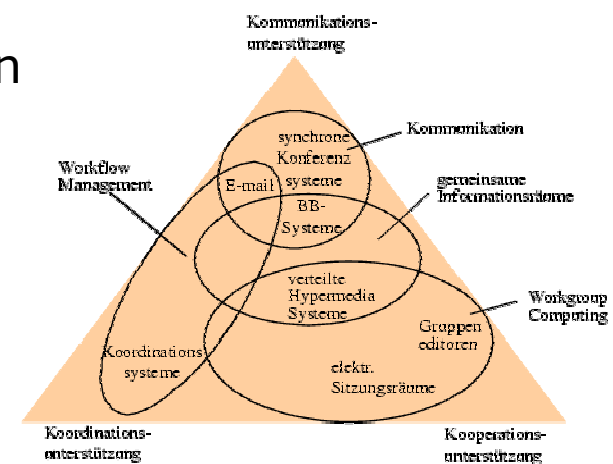 Kommunikations-
unterstützung
n
synchrone
Konferenz
systeme
Kommunikation
Workflow
Management
E-mail
gemeinsame
Informationsräume
BB-
Systeme
verteilte
Hypermedia
Systeme
Workgroup
Computing
Gruppen
editoren
Koordinations
systeme
elektr.
Sitzungsräume
Koordinations-
unterstützung
Kooperations-
unterstützung